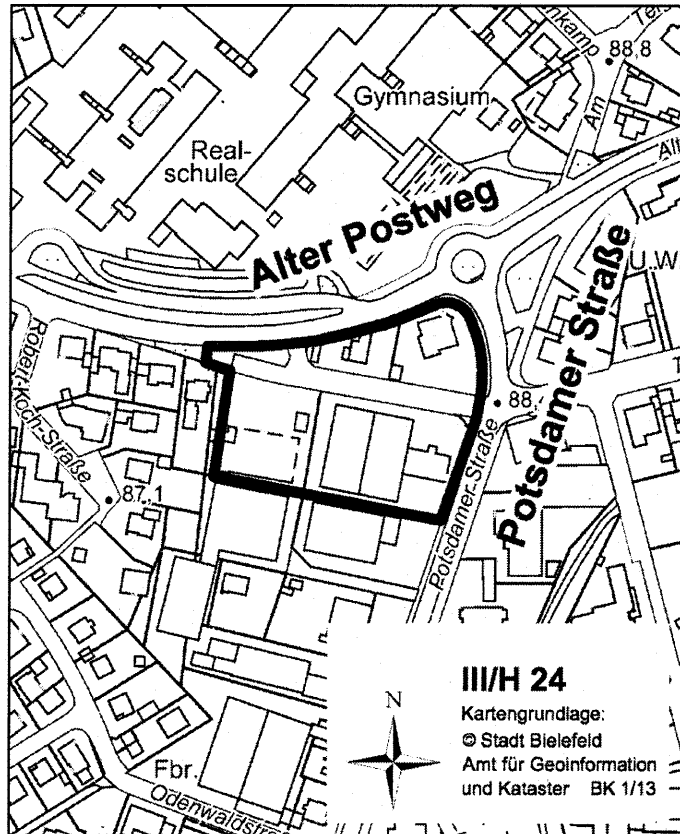 88,8
Am
Gymnasium
Real-
schule
Alter Postweg
Potsdamer Straße
U.W.
Robert-Koch-Straße
88,
87,1
Potsdamer-Straße
III/H 24
Kartengrundlage:
© Stadt Bielefeld
Amt für Geoinformation
und Kataster BK 1/13
N
Fbr.